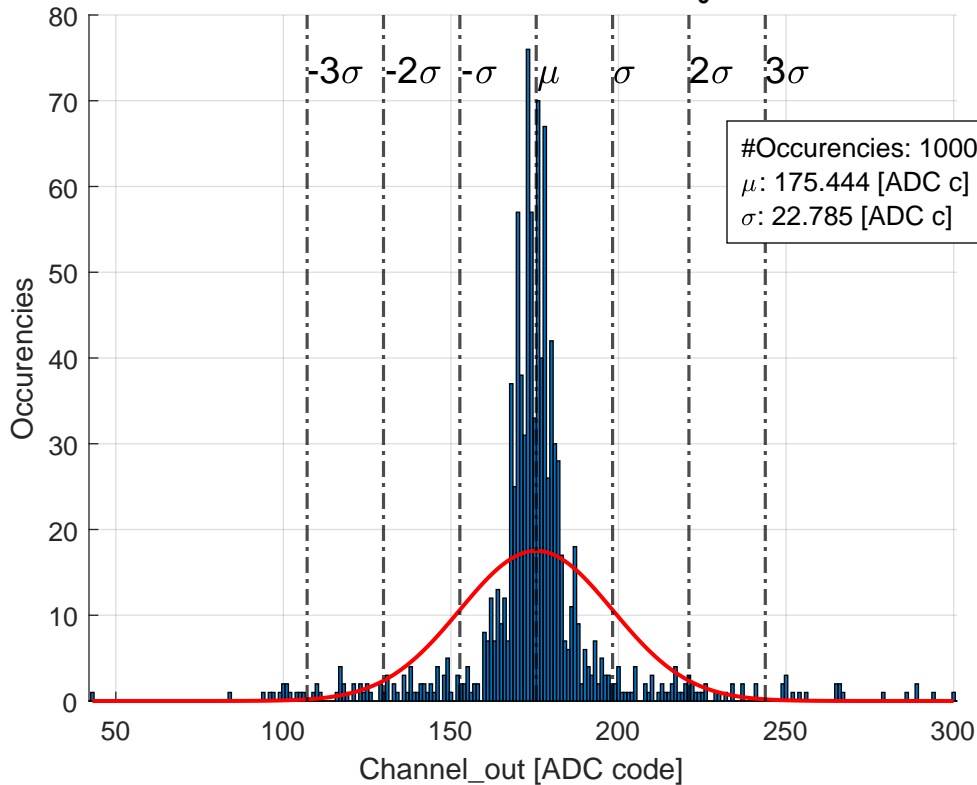 80
70
60
50
40
30
20
10
0
Occurencies
-3σ -2σ -σ μ σ 2σ 3σ
#Occurencies: 1000
μ: 175.444 [ADC c]
σ: 22.785 [ADC c]
50 100 150 200 250 300
Channel_out [ADC code]